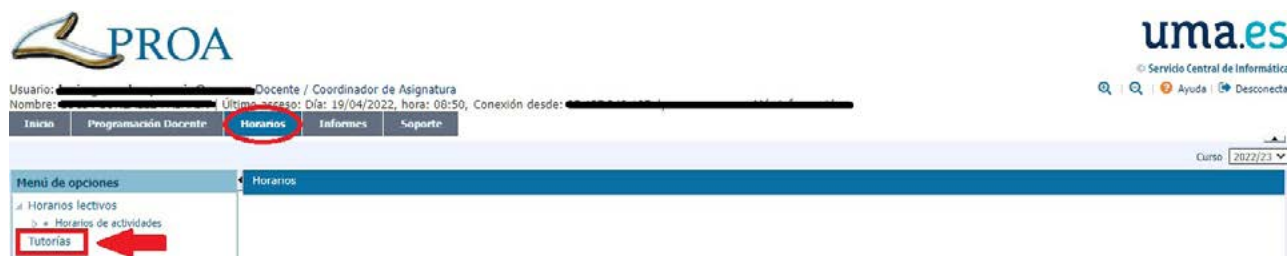 PROA
uma.es
© Servicio Central de Informática
Usuario: Docente / Coordinador de Asignatura
Ayuda | Desconecta
Nombre: | Último acceso: Día: 19/04/2022, hora: 08:50, Conexión desde:
Inicio Programación Docente Horarios Informes Soporte
Curso 2022/23
Menú de opciones
Horarios
Horarios lectivos
Horarios de actividades
Tutorías